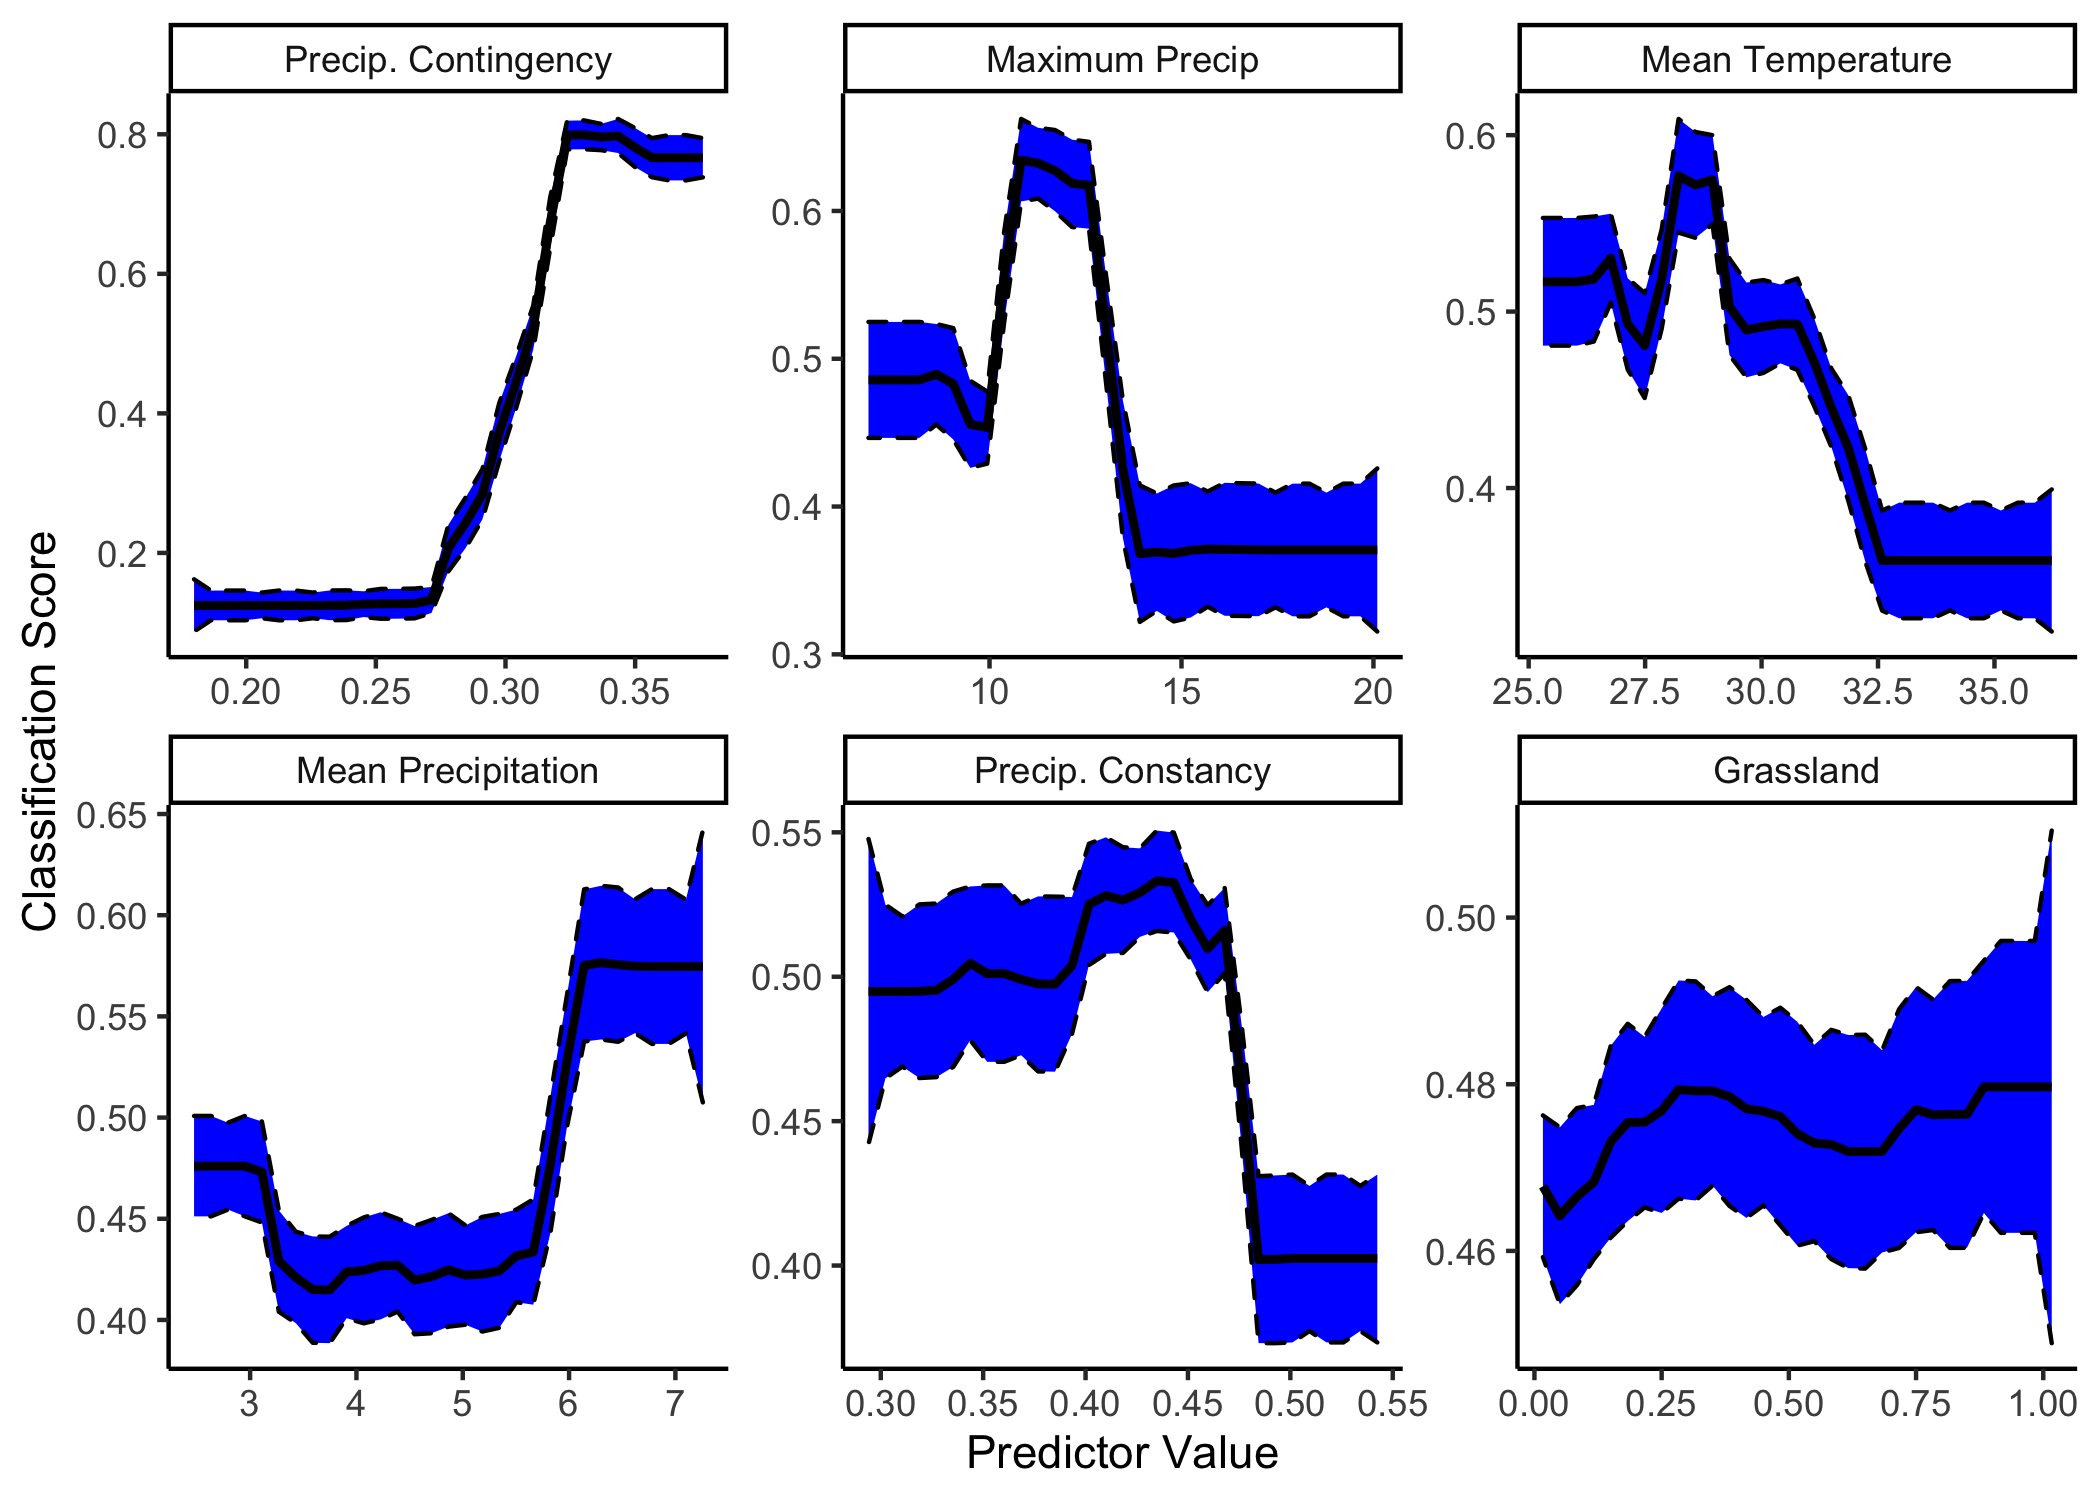 Precip. Contingency
Maximum Precip
Mean Temperature
0.8
0.6
0.4
0.2
0.20 0.25 0.30 0.35
0.6
0.5
0.4
0.3
10 15 20
0.6
0.5
0.4
25.0 27.5 30.0 32.5 35.0
Classification Score
Mean Precipitation
Precip. Constancy
Grassland
0.65
0.60
0.55
0.50
0.45
0.40
3 4 5 6 7
0.55
0.50
0.45
0.40
0.30 0.35 0.40 0.45 0.50 0.55
0.50
0.48
0.46
0.00 0.25 0.50 0.75 1.00
Predictor Value